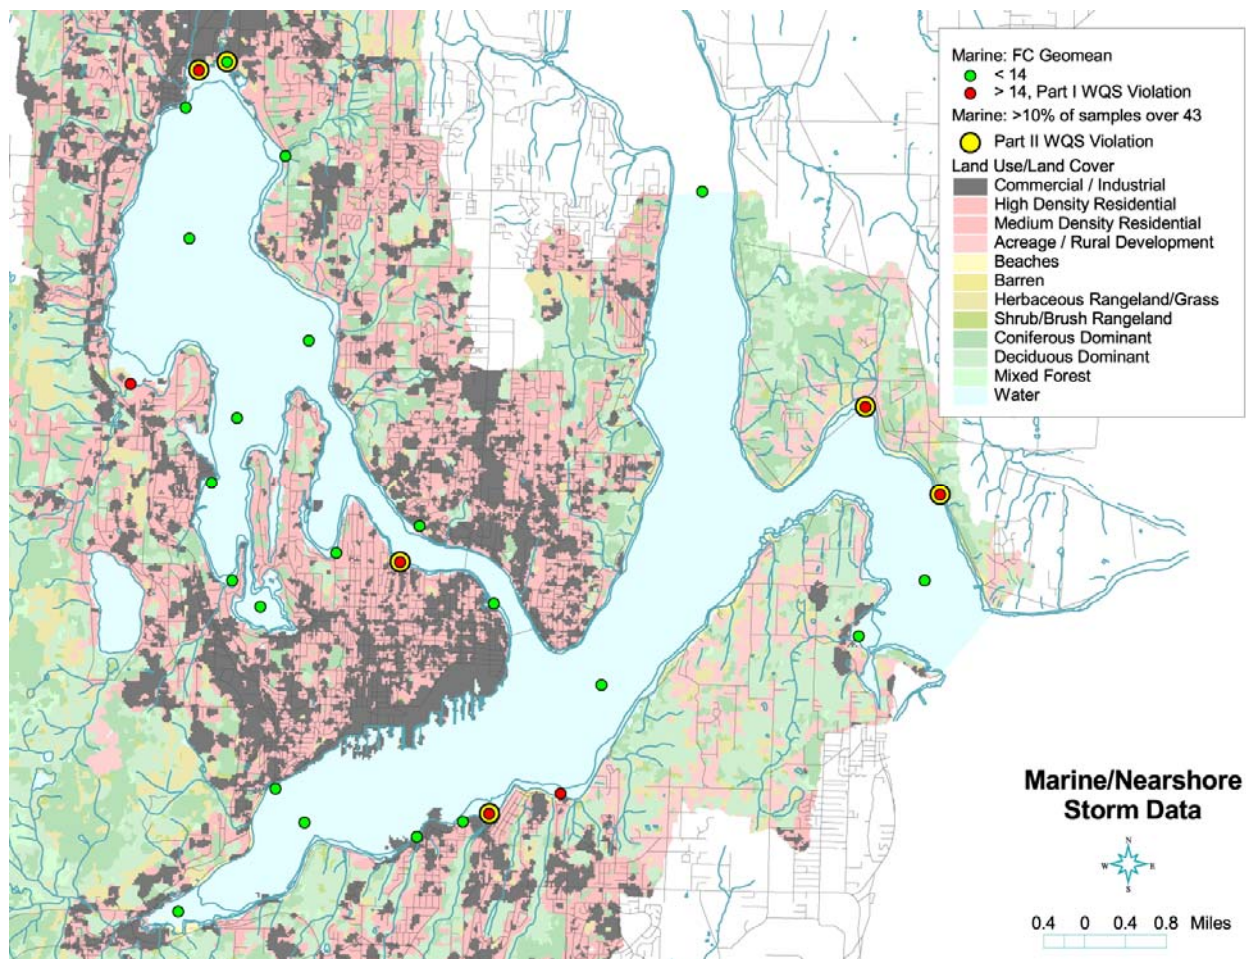 Marine: FC Geomean
< 14
> 14, Part I WQS Violation
Marine: >10% of samples over 43
Part II WQS Violation
Land Use/Land Cover
Commercial / Industrial
High Density Residential
Medium Density Residential
Acreage / Rural Development
Beaches
Barren
Herbaceous Rangeland/Grass
Shrub/Brush Rangeland
Coniferous Dominant
Deciduous Dominant
Mixed Forest
Water
Marine/Nearshore
Storm Data
N
W E
S
0.4 0 0.4 0.8 Miles